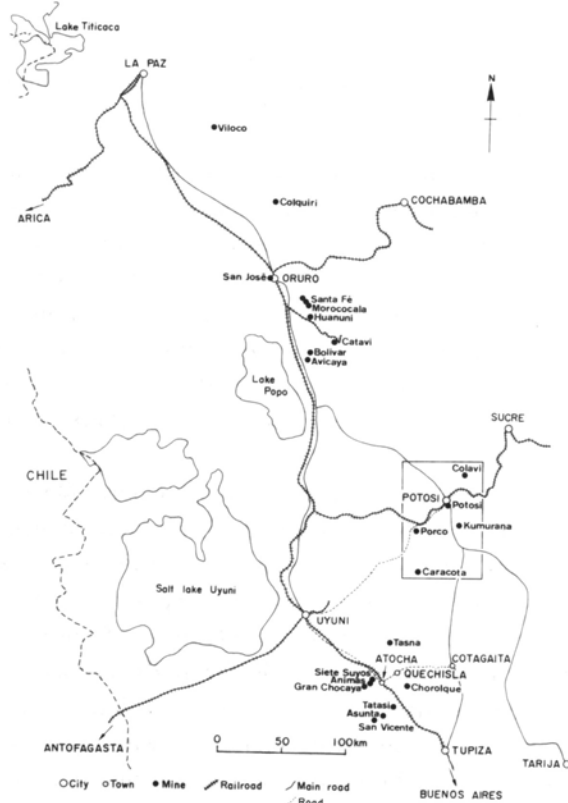 Lake Titicaca
LA PAZ
N
Viloco
Colquiri
COCHABAMBA
ARICA
San José
ORURO
Santa Fé
Morococala
Huanuni
Catavi
Bolivar
Avicaya
Lake
Popo
SUCRE
Colavi
CHILE
POTOSI
Potosi
Porco
Kumurana
Caracota
Salt lake Uyuni
UYUNI
Tasna
ATOCHA
COTAGAITA
Siete Suyos
QUECHISLA
Animas
Gran Chocaya
Chorolque
Tatasi
Asunta
San Vicente
ANTOFAGASTA
0 50 100km
TUPIZA
TARIJA
BUENOS AIRES
City Town Mine Railroad Main road
Road